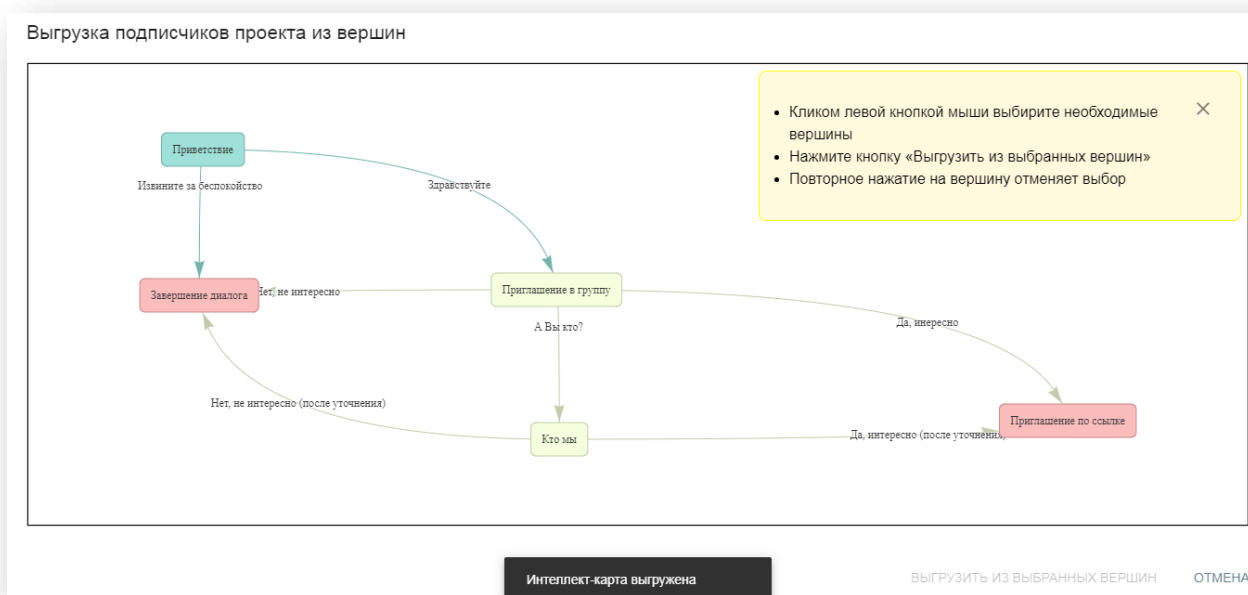 Выгрузка подписчиков проекта из вершин
Кликом левой кнопкой мыши выбирите необходимые
вершины
Нажмите кнопку «Выгрузить из выбранных вершин»
Повторное нажатие на вершину отменяет выбор
Приветствие
Извините за беспокойство
Здравствуйте
Завершение диалога
Нет, не интересно
Приглашение в группу
А Вы кто?
Да, инересно
Нет, не интересно (после уточнения)
Кто мы
Да, интересно (после уточнения)
Приглашение по ссылке
Интеллект-карта выгружена
ВЫГРУЗИТЬ ИЗ ВЫБРАННЫХ ВЕРШИН
ОТМЕНА